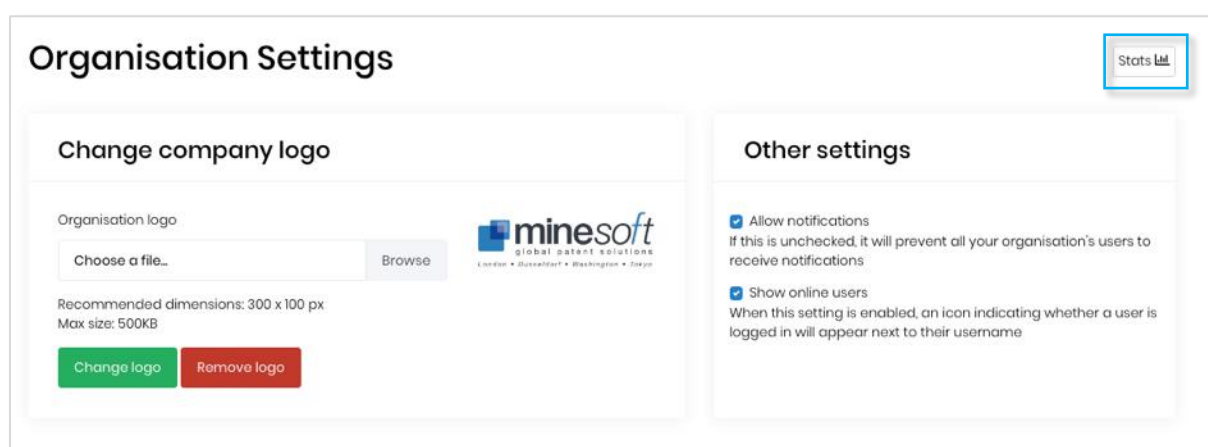 Organisation Settings
Stats
Change company logo
Organisation logo
Choose a file...
Browse
Recommended dimensions: 300 x 100 px
Max size: 500KB
Change logo
Remove logo
minesoft
global patent solutions
London • Dusseldorf • Washington • Tokyo
Other settings
Allow notifications
If this is unchecked, it will prevent all your organisation's users to
receive notifications
Show online users
When this setting is enabled, an icon indicating whether a user is
logged in will appear next to their username